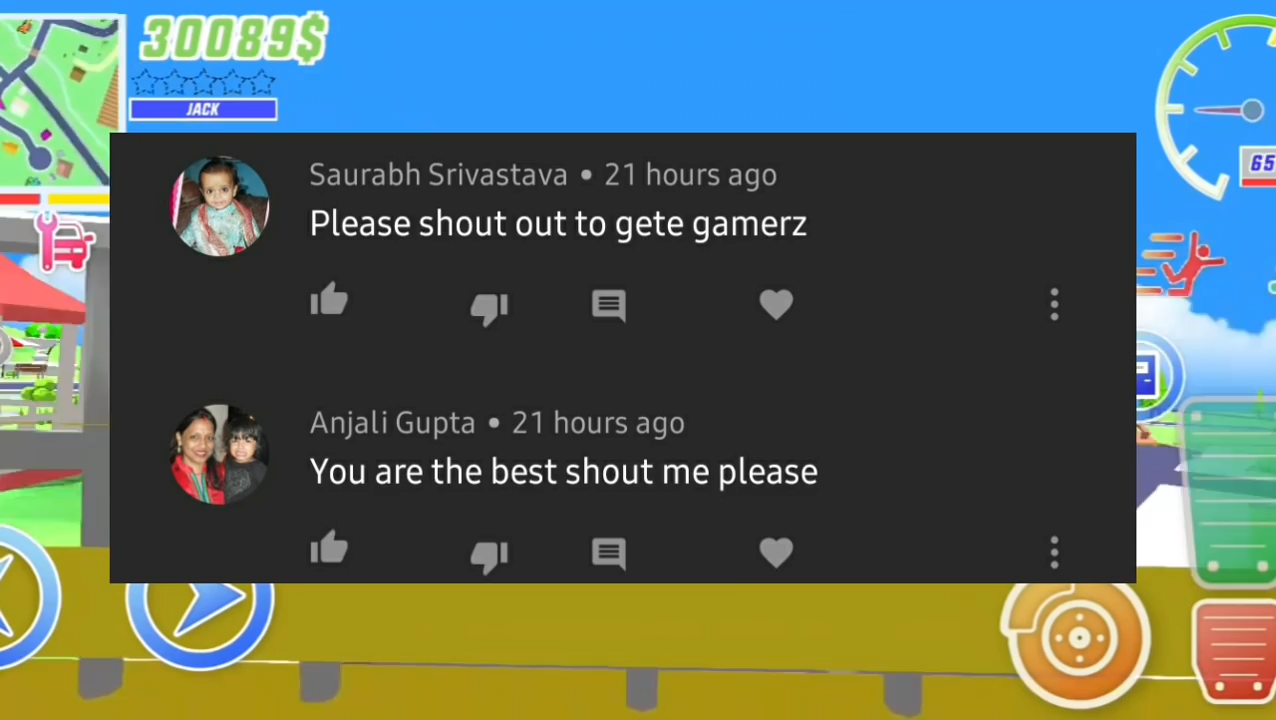 30089$
JACK
65
Saurabh Srivastava • 21 hours ago
Please shout out to gete gamerz
Anjali Gupta • 21 hours ago
You are the best shout me please